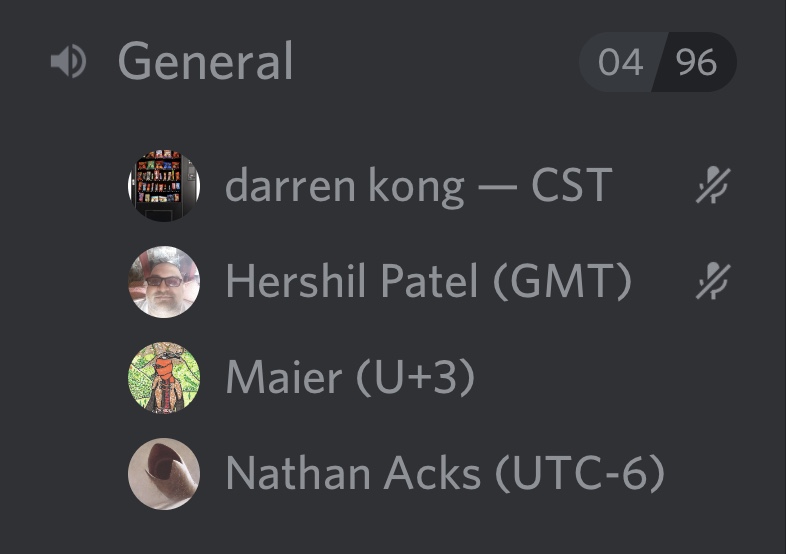 General 04 96
darren kong — CST
Hershil Patel (GMT)
Maier (U+3)
Nathan Acks (UTC-6)